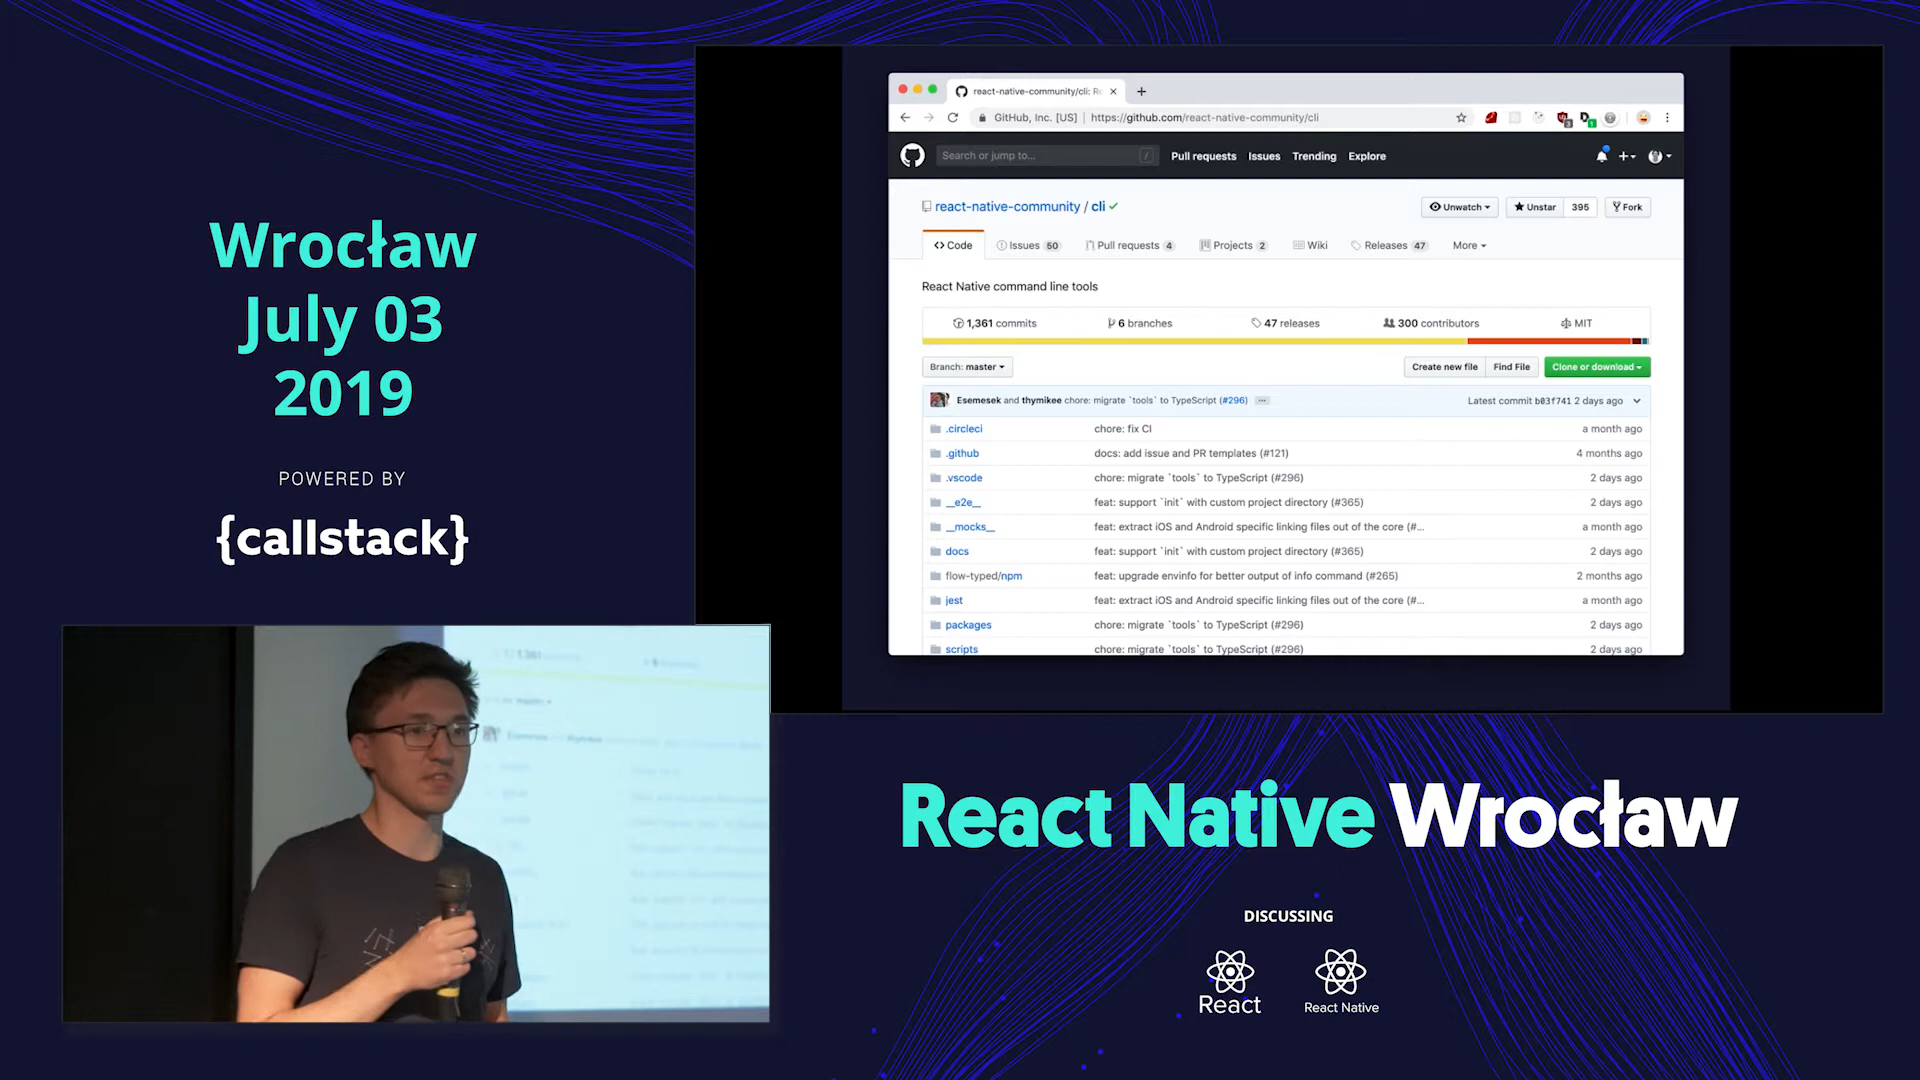 Wrocław
July 03
2019
POWERED BY
{callstack}
react-native-community/cli: Re
GitHub, Inc. [US] | https://github.com/react-native-community/cli
Search or jump to... /
Pull requests Issues Trending Explore
react-native-community / cli
Unwatch Unstar 395 Fork
Code Issues 50 Pull requests 4 Projects 2 Wiki Releases 47 More
React Native command line tools
1,361 commits 6 branches 47 releases 300 contributors MIT
Branch: master Create new file Find File Clone or download
Esemesek and thymikee chore: migrate `tools` to TypeScript (#296) ... Latest commit b03f741 2 days ago
.circleci chore: fix CI a month ago
.github docs: add issue and PR templates (#121) 4 months ago
.vscode chore: migrate `tools` to TypeScript (#296) 2 days ago
__e2e__ feat: support `init` with custom project directory (#365) 2 days ago
__mocks__ feat: extract iOS and Android specific linking files out of the core (#... a month ago
docs feat: support `init` with custom project directory (#365) 2 days ago
flow-typed/npm feat: upgrade envinfo for better output of info command (#265) 2 months ago
jest feat: extract iOS and Android specific linking files out of the core (#... a month ago
packages chore: migrate `tools` to TypeScript (#296) 2 days ago
scripts chore: migrate `tools` to TypeScript (#296) 2 days ago
React Native Wrocław
DISCUSSING
React
React Native